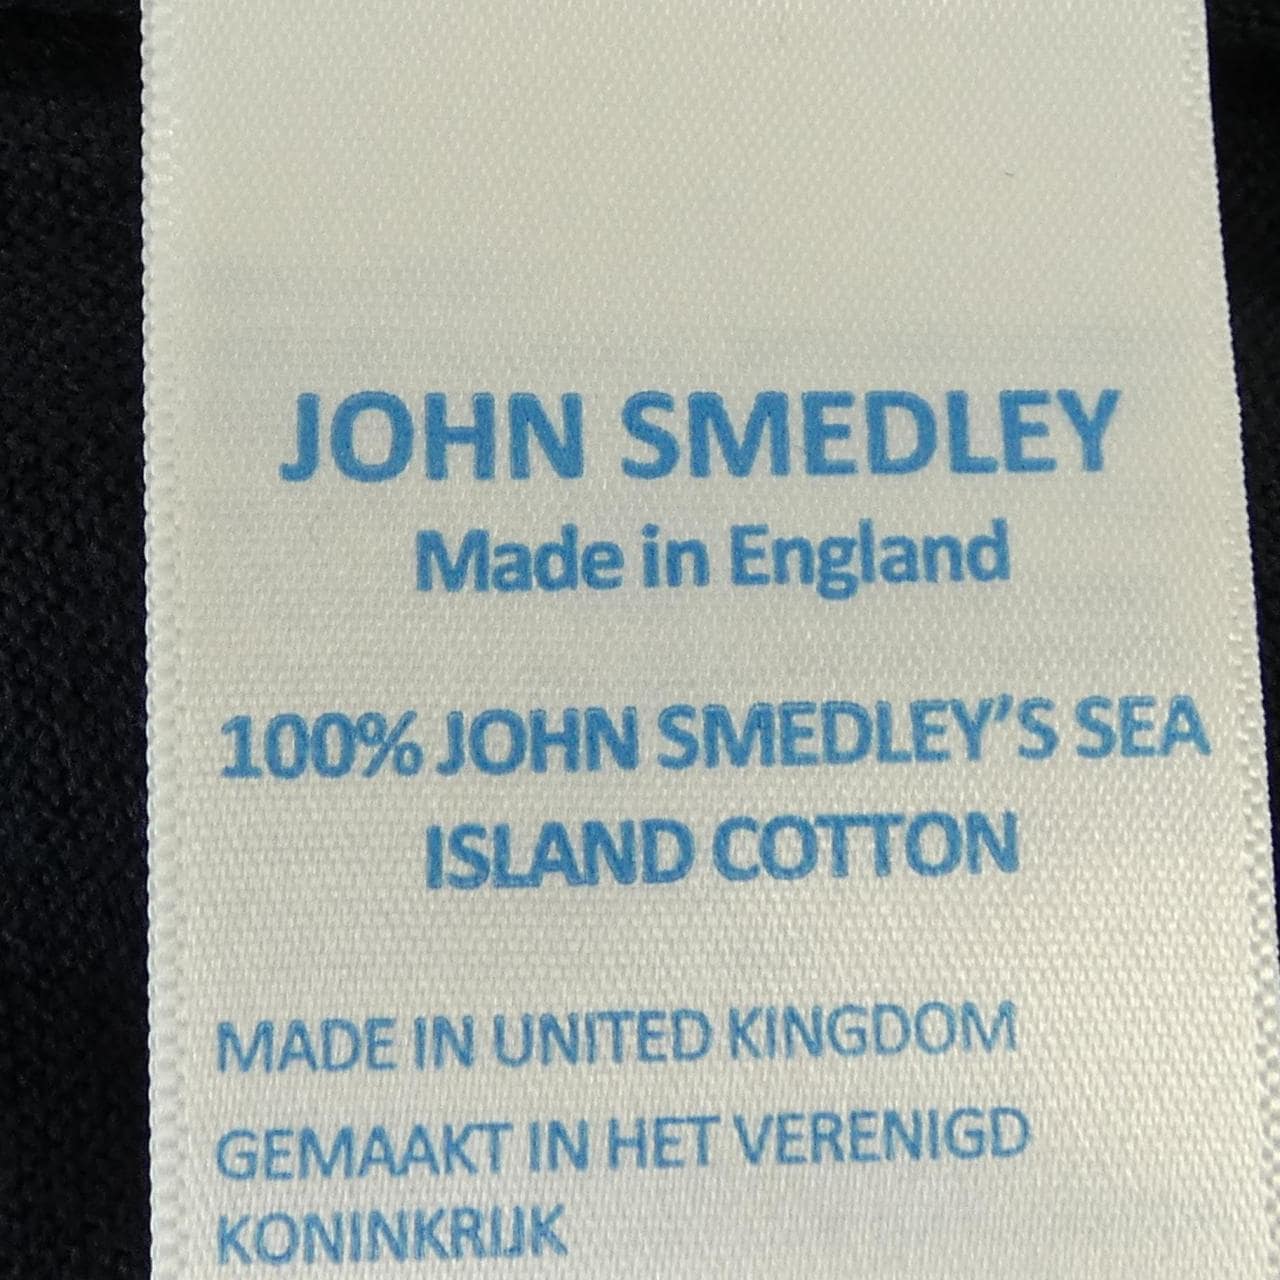 JOHN SMEDLEY
Made in England
100% JOHN SMEDLEY'S SEA
ISLAND COTTON
MADE IN UNITED KINGDOM
GEMAAKT IN HET VERENIGD
KONINKRIJK